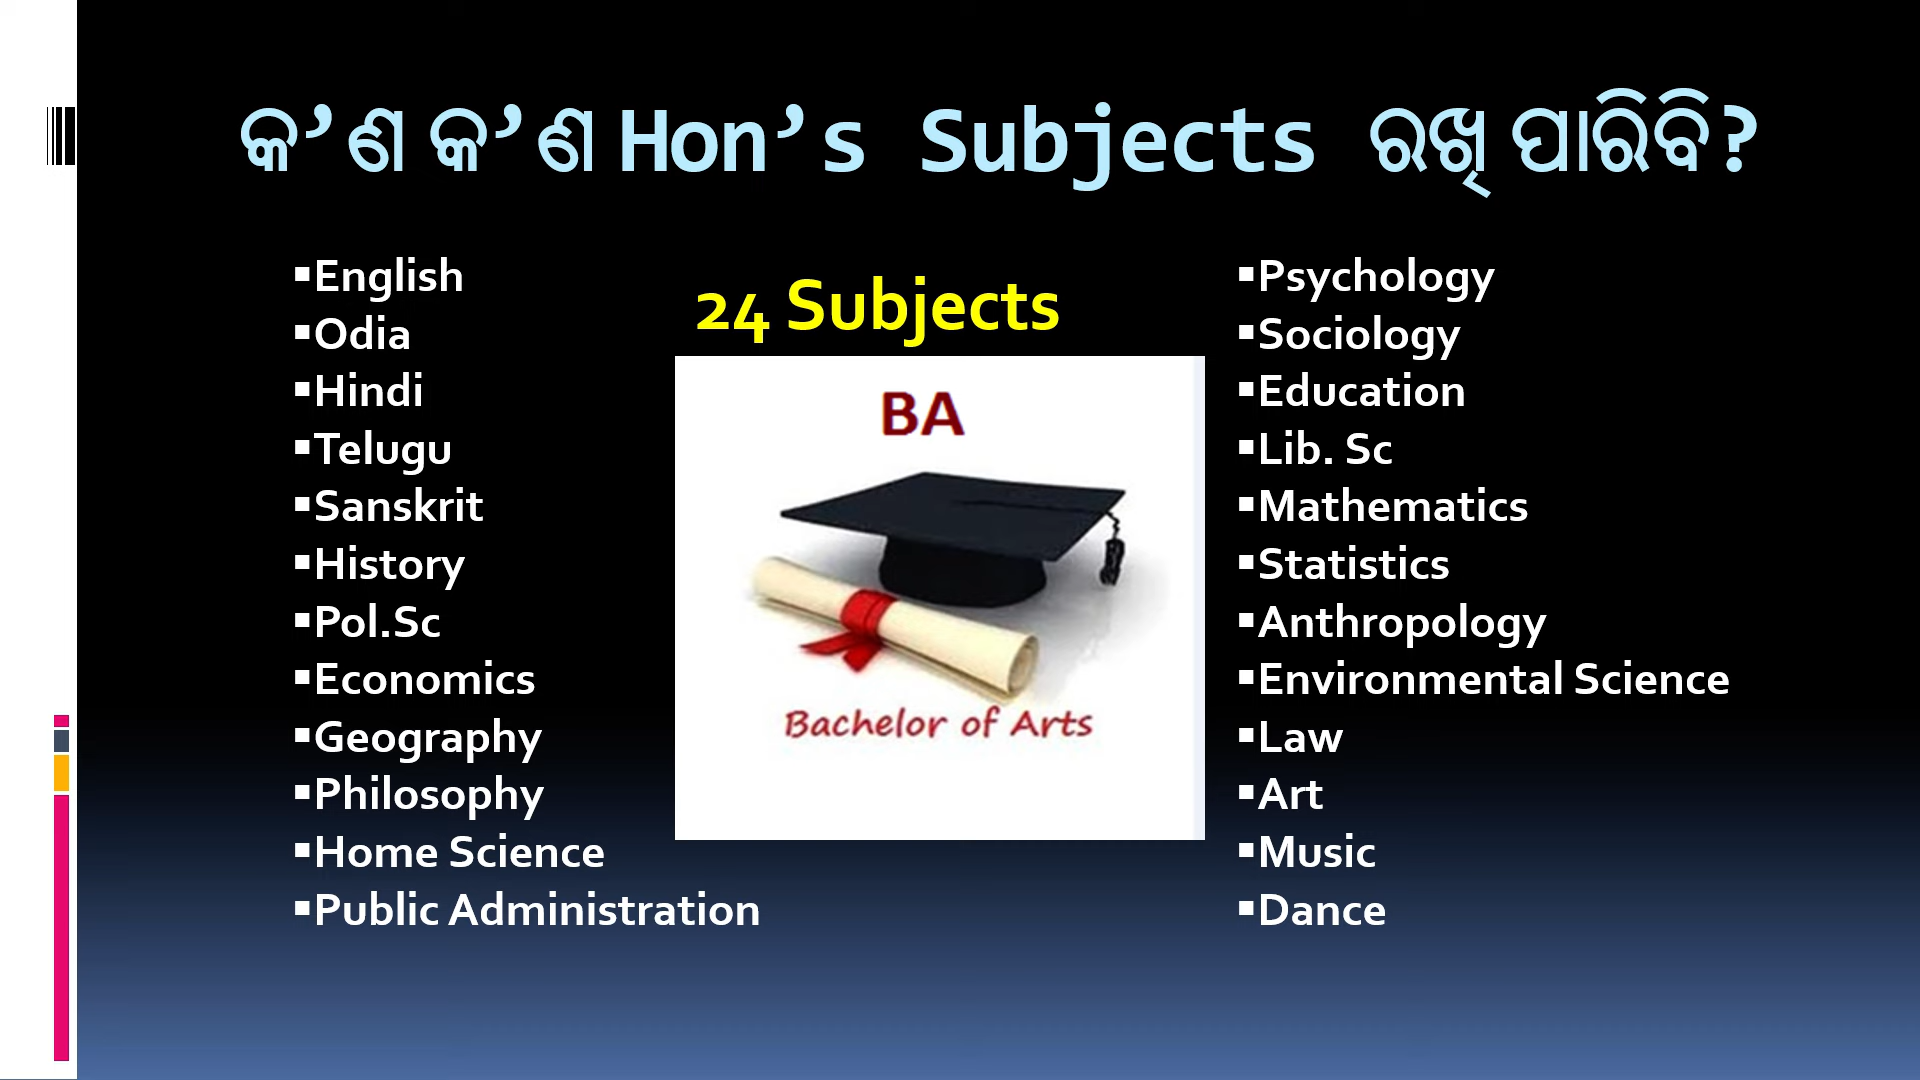 କ’ଣ କ’ଣ Hon’s Subjects ରଖି ପାରିବି?
▪English
▪Odia
▪Hindi
▪Telugu
▪Sanskrit
▪History
▪Pol.Sc
▪Economics
▪Geography
▪Philosophy
▪Home Science
▪Public Administration
24 Subjects
BA
Bachelor of Arts
▪Psychology
▪Sociology
▪Education
▪Lib. Sc
▪Mathematics
▪Statistics
▪Anthropology
▪Environmental Science
▪Law
▪Art
▪Music
▪Dance